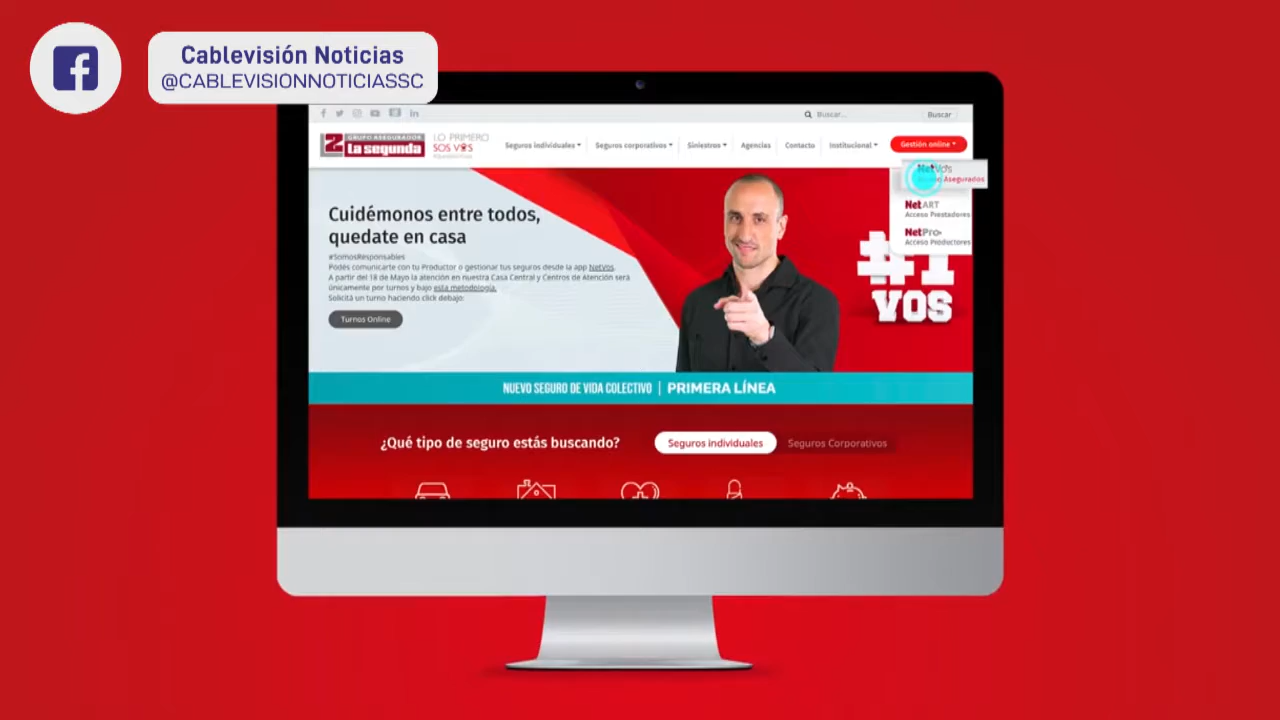 Cablevisión Noticias
@CABLEVISIONNOTICIASSC
Buscar...
Buscar
GRUPO ASEGURADOR
La segunda
LO PRIMERO
SOS VOS
Seguros individuales
Seguros corporativos
Siniestros
Agencias
Contacto
Institucional
Gestión online
NetVos
Asegurados
NetART
Acceso Prestadores
NetPro
Acceso Productores
Cuidémonos entre todos,
quedate en casa
#SomosResponsables
Podés comunicarte con tu Productor o gestionar tus seguros desde la app NetVos.
A partir del 18 de Mayo la atención en nuestra Casa Central y Centros de Atención será
únicamente por turnos y bajo esta metodología.
Solicitá un turno haciendo click debajo:
Turnos Online
#1
VOS
NUEVO SEGURO DE VIDA COLECTIVO | PRIMERA LÍNEA
¿Qué tipo de seguro estás buscando?
Seguros individuales
Seguros Corporativos